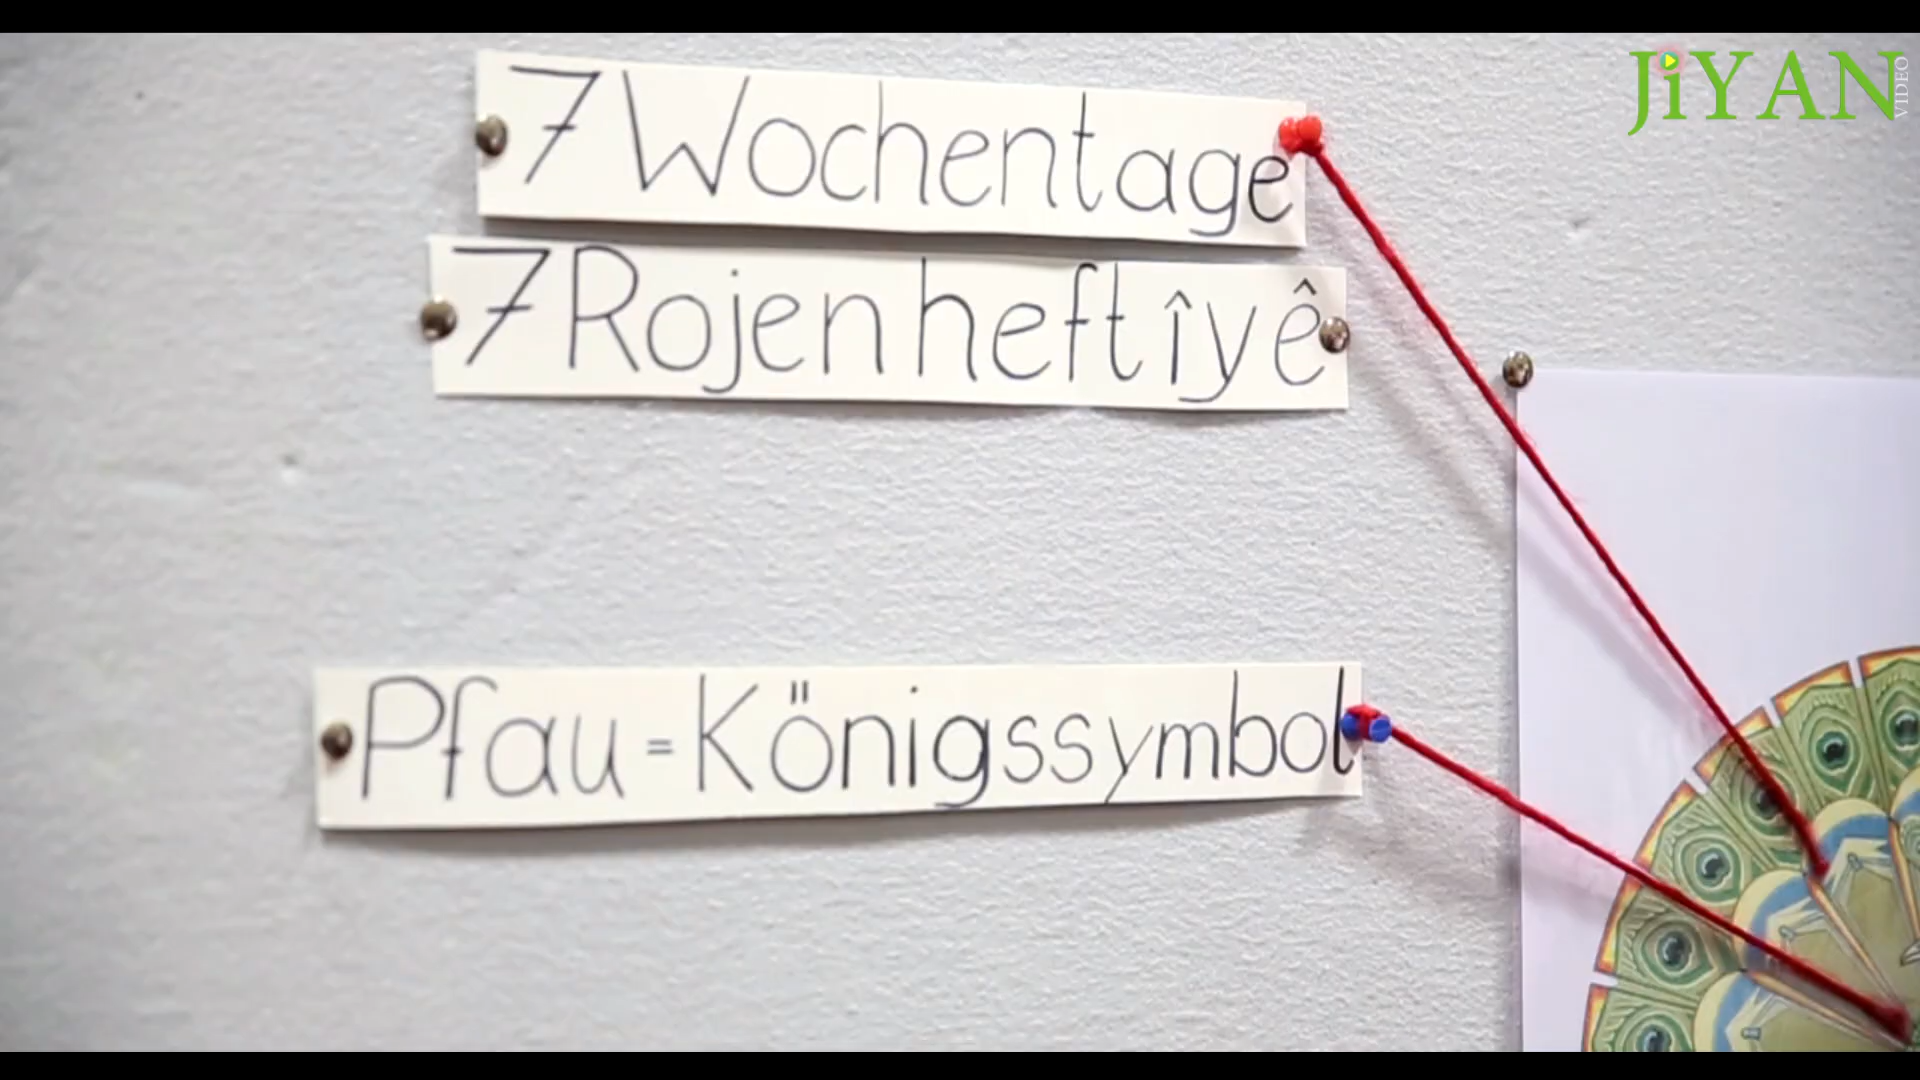 7 Wochentage
7 Rojen heftîyê
Pfau = Königssymbol
JiYAN
VIDEO